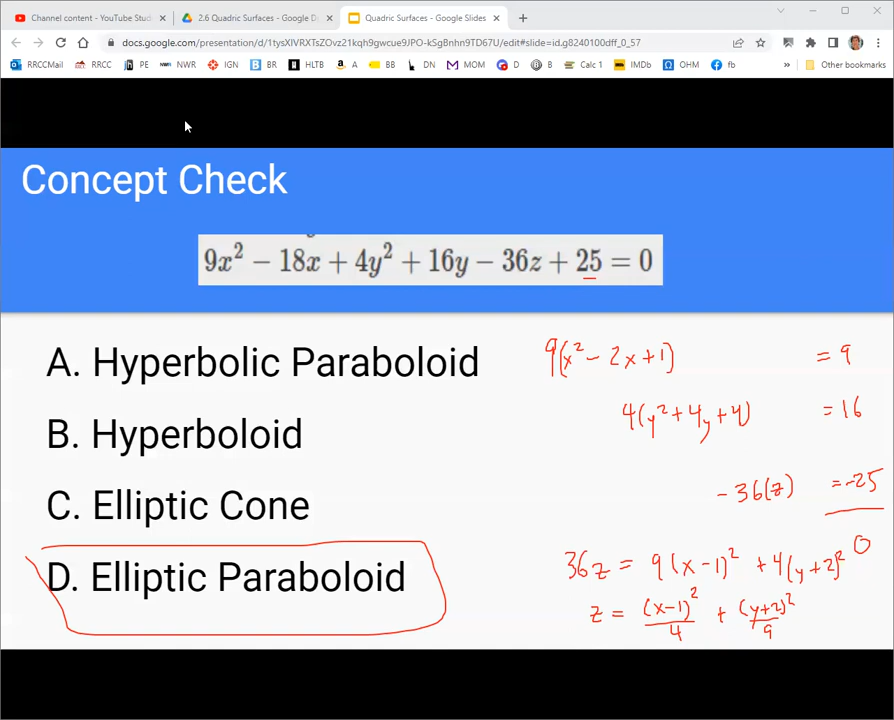 Channel content - YouTube Stud
2.6 Quadric Surfaces - Google D
Quadric Surfaces - Google Slides
docs.google.com/presentation/d/1tysXIVRXTsZOvz21kqh9gwcue9JPO-kSgBnhn9TD67U/edit#slide=id.g8240100dff_0_57
RRCCMail RRCC PE NWR IGN BR HLTB A BB DN MOM D B Calc 1 IMDb OHM fb » Other bookmarks
Concept Check
9x² − 18x + 4y² + 16y − 36z + 25 = 0
A. Hyperbolic Paraboloid
B. Hyperboloid
C. Elliptic Cone
D. Elliptic Paraboloid
9(x² − 2x + 1) = 9
4(y² + 4y + 4) = 16
− 36(z) = −25
0
36z = 9(x − 1)² + 4(y + 2)²
z = (x−1)²/4 + (y+2)²/9